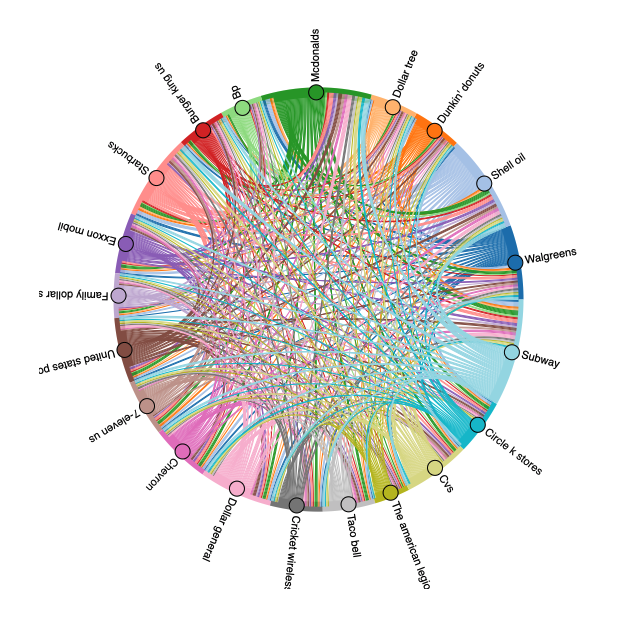 Mcdonalds
Dollar tree
Dunkin' donuts
Shell oil
Walgreens
Subway
Circle k stores
Cvs
The american legio
Taco bell
Cricket wireless
Dollar general
Chevron
7-eleven us
United states po
Family dollar s
Exxon mobil
Starbucks
Burger king us
Bp